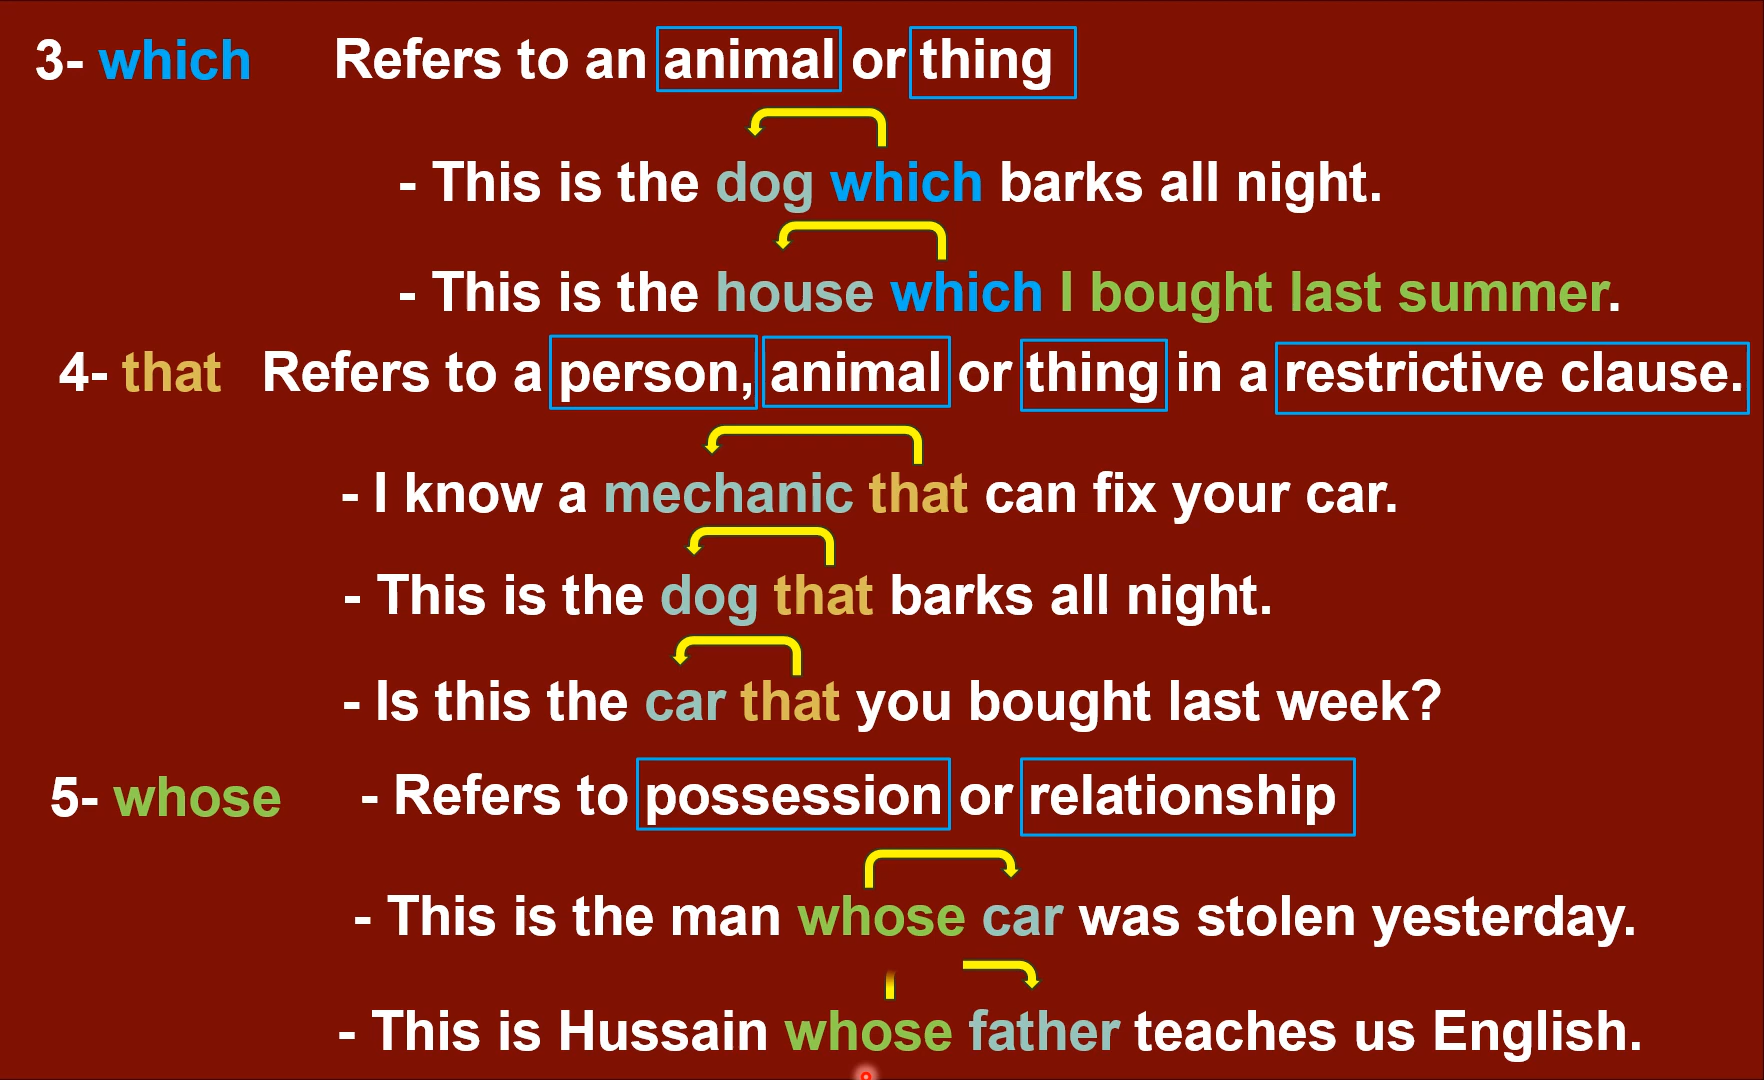 3- which Refers to an animal or thing
- This is the dog which barks all night.
- This is the house which I bought last summer.
4- that Refers to a person, animal or thing in a restrictive clause.
- I know a mechanic that can fix your car.
- This is the dog that barks all night.
- Is this the car that you bought last week?
5- whose - Refers to possession or relationship
- This is the man whose car was stolen yesterday.
- This is Hussain whose father teaches us English.